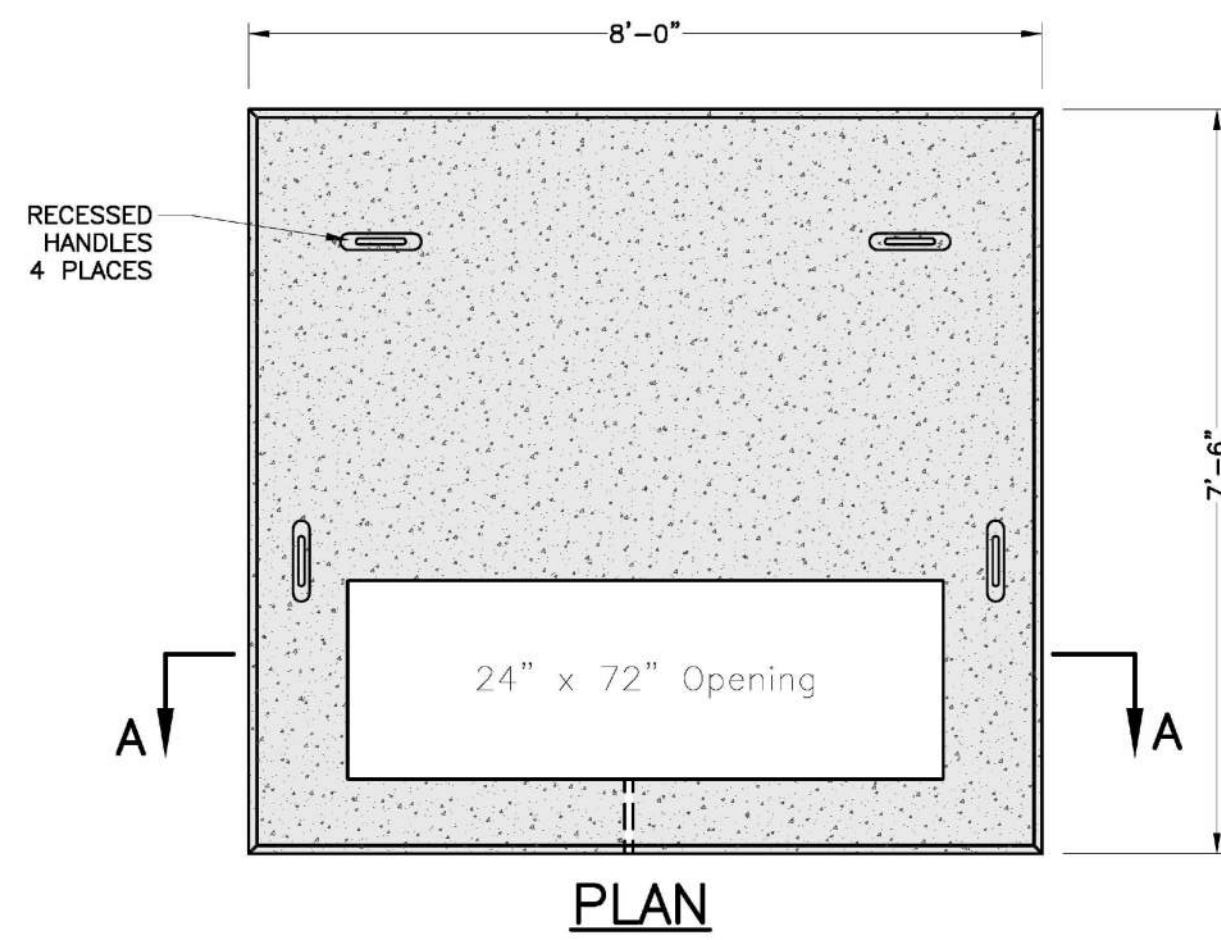 8'-0"
RECESSED
HANDLES
4 PLACES
7'-6"
24" x 72" Opening
A
A
PLAN